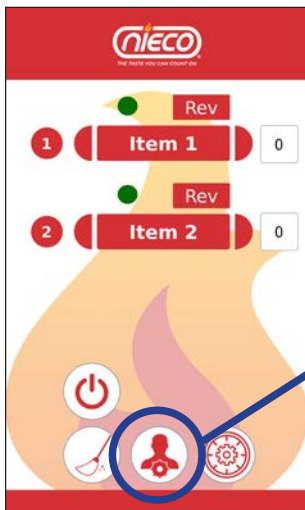 NIECO
THE TASTE YOU CAN COUNT ON
Rev
1 Item 1 0
Rev
2 Item 2 0